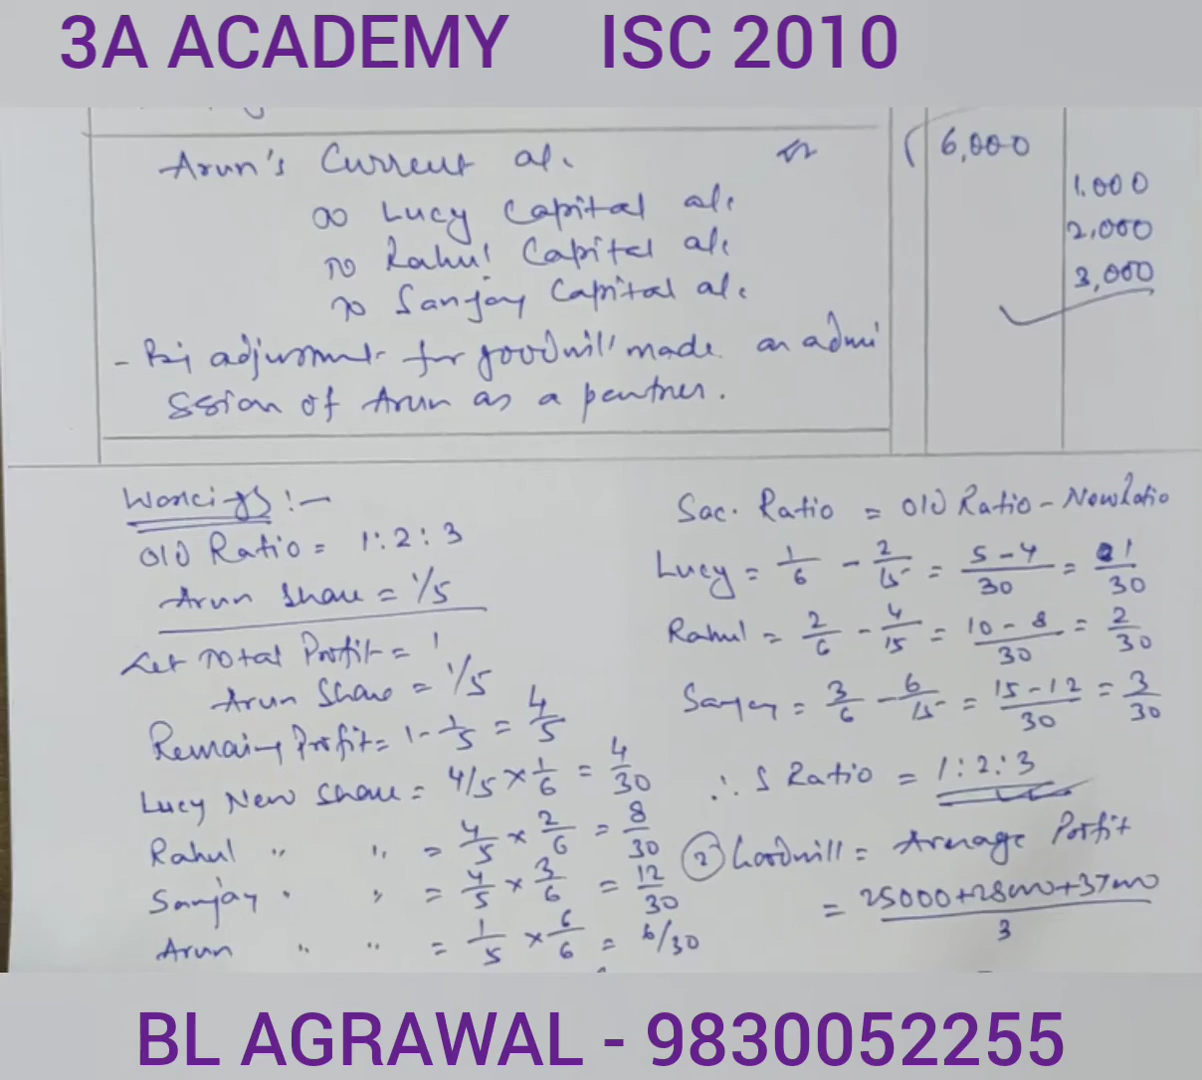 3A ACADEMY ISC 2010
Arun's Current a/c Dr 6,000
To Lucy Capital a/c 1,000
To Rahul Capital a/c 2,000
To Sanjay Capital a/c 3,000
- adjustment for goodwill made on admi
ssion of Arun as a partner.
Workings :-
Old Ratio = 1:2:3
Arun Share = 1/5
Let Total Profit = 1
Arun Share = 1/5
Remaing Profit = 1 - 1/5 = 4/5
Lucy New Share = 4/5 × 1/6 = 4/30
Rahul " " = 4/5 × 2/6 = 8/30
Sanjay " " = 4/5 × 3/6 = 12/30
Arun " " = 1/5 × 6/6 = 6/30
Sac. Ratio = Old Ratio - New Ratio
Lucy = 1/6 - 2/15 = 5-4/30 = 1/30
Rahul = 2/6 - 4/15 = 10-8/30 = 2/30
Sanjay = 3/6 - 6/15 = 15-12/30 = 3/30
∴ S Ratio = 1:2:3
② Goodwill = Average Profit
= 25000+28000+37000/3
BL AGRAWAL - 9830052255